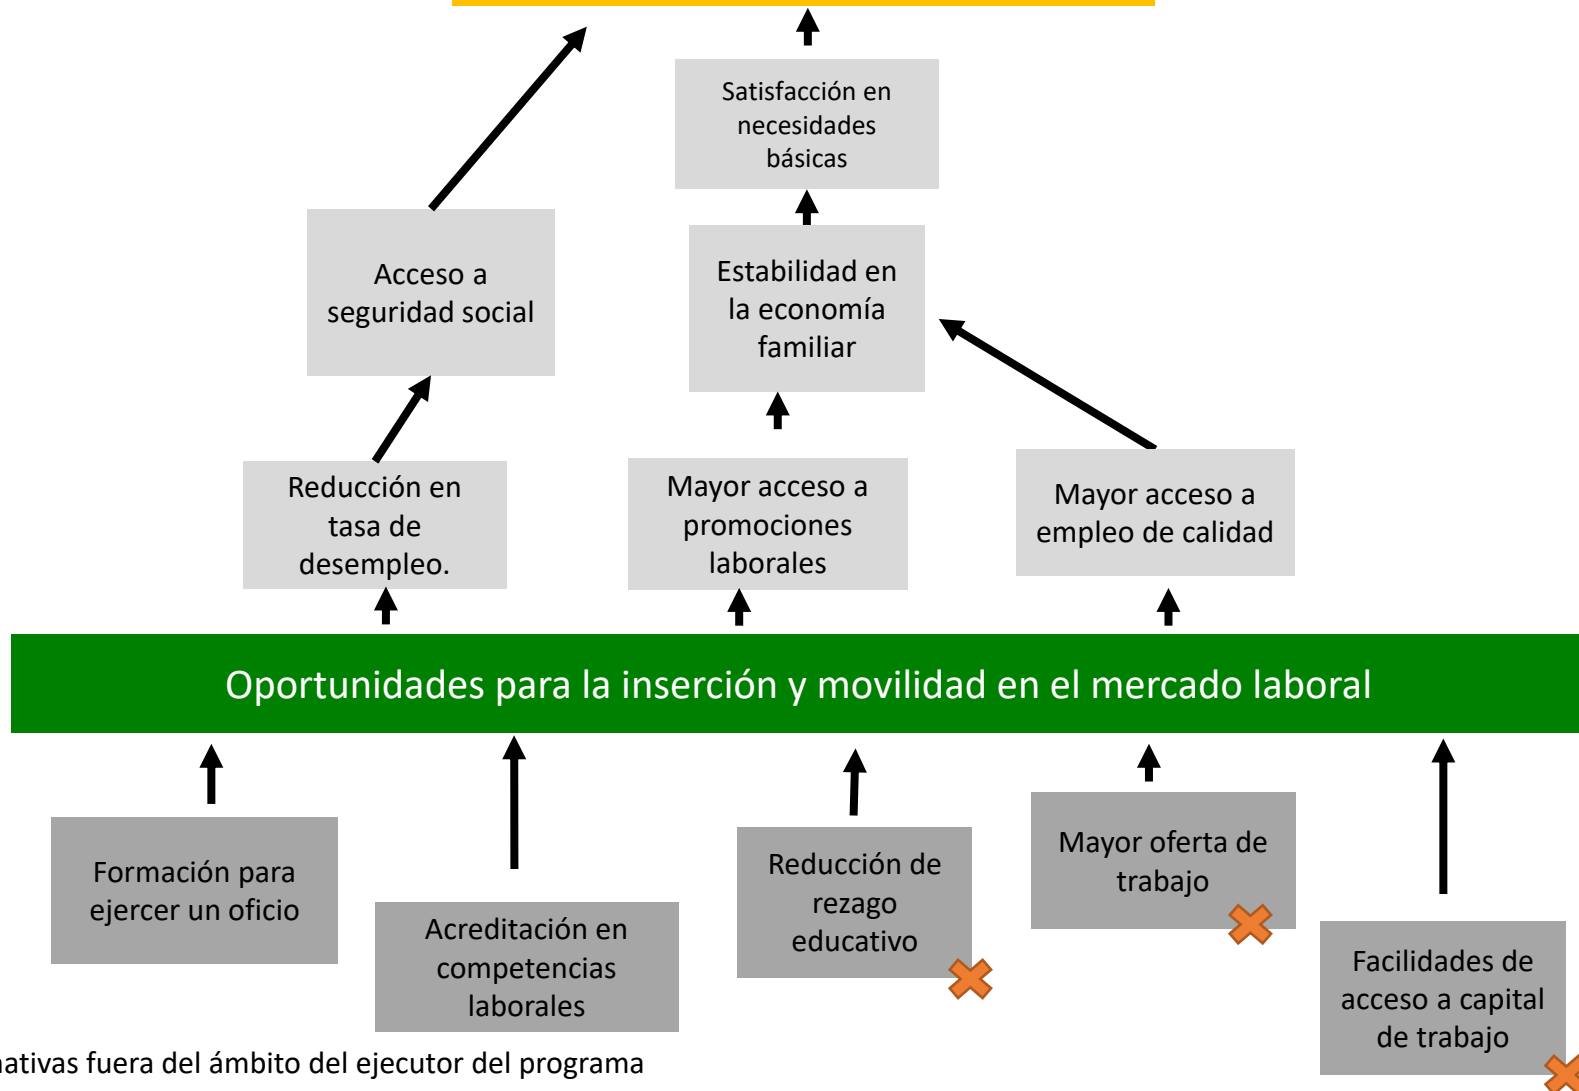 Satisfacción en
necesidades
básicas
Acceso a
seguridad social
Estabilidad en
la economía
familiar
Reducción en
tasa de
desempleo.
Mayor acceso a
promociones
laborales
Mayor acceso a
empleo de calidad
Oportunidades para la inserción y movilidad en el mercado laboral
Formación para
ejercer un oficio
Acreditación en
competencias
laborales
Reducción de
rezago
educativo
Mayor oferta de
trabajo
Facilidades de
acceso a capital
de trabajo
fuera del ámbito del ejecutor del programa